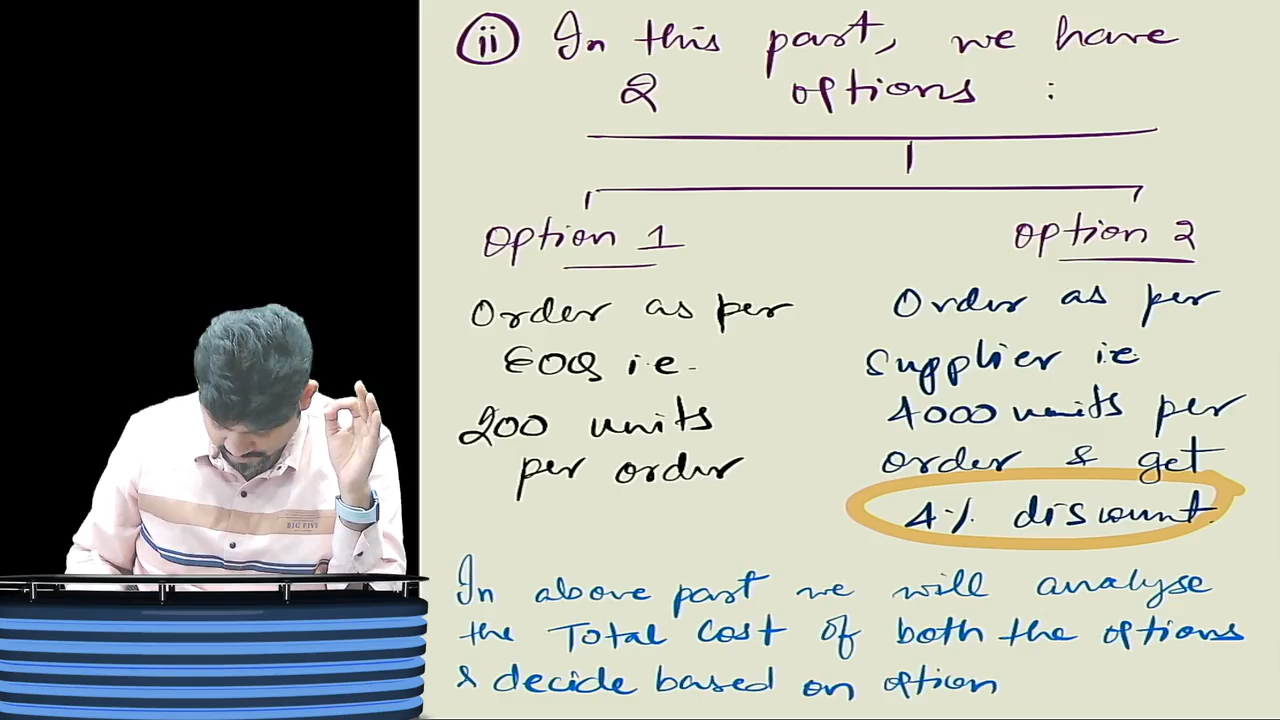 ii In this part, we have
2 options :
Option 1
Order as per
EOQ i.e.
200 units
per order
Option 2
Order as per
Supplier i.e
4000 units per
order & get
4% discount.
In above part we will analyse
the Total Cost of both the options
& decide based on option
BIG FIVE